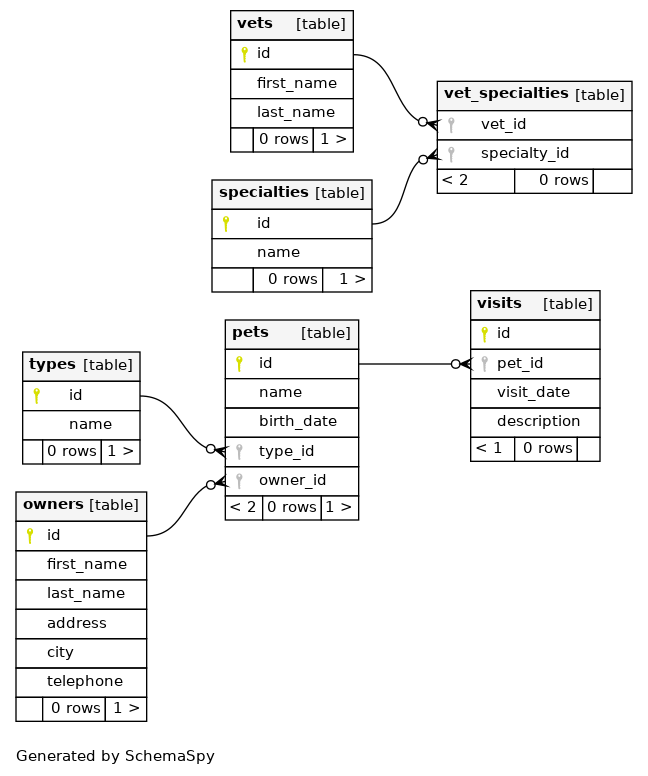 vets [table]
id
first_name
last_name
0 rows 1 >
vet_specialties [table]
vet_id
specialty_id
< 2 0 rows
specialties [table]
id
name
0 rows 1 >
visits [table]
id
pet_id
visit_date
description
< 1 0 rows
pets [table]
id
name
birth_date
type_id
owner_id
< 2 0 rows 1 >
types [table]
id
name
0 rows 1 >
owners [table]
id
first_name
last_name
address
city
telephone
0 rows 1 >
Generated by SchemaSpy